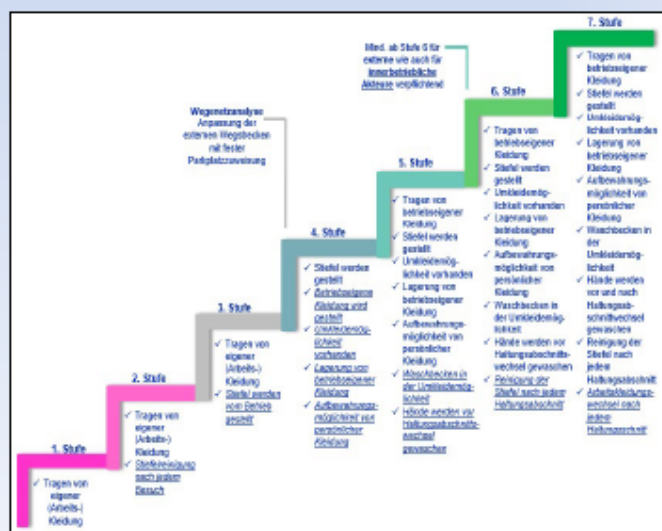 1. Stufe
✓ Tragen von
eigener
(Arbeits-)
Kleidung
2. Stufe
✓ Tragen von
eigener
(Arbeits-)
Kleidung
✓ Stiefelreinigung
nach jedem
Besuch
3. Stufe
✓ Tragen von
eigener
(Arbeits-)
Kleidung
✓ Stiefel werden
vom Betrieb
gestellt
Wegenetzanalyse
Anpassung der
externen Wegstrecken
mit fester
Parkplatzzuweisung
4. Stufe
✓ Stiefel werden
gestellt
✓ Betriebseigene
Kleidung wird
gestellt
✓ Umkleidemög-
lichkeit
vorhanden
✓ Lagerung von
betriebseigener
Kleidung
✓ Aufbewahrungs-
möglichkeit von
persönlicher
Kleidung
5. Stufe
✓ Tragen von
betriebseigener
Kleidung
✓ Stiefel werden
gestellt
✓ Umkleidemög-
lichkeit vorhanden
✓ Lagerung von
betriebseigener
Kleidung
✓ Aufbewahrungs-
möglichkeit von
persönlicher
Kleidung
✓ Waschbecken in
der Umkleidemög-
lichkeit
✓ Hände werden vor
Haltungsabschnitts-
wechsel
gewaschen
Mind. ab Stufe 6 für
externe wie auch für
innerbetriebliche
Akteure verpflichtend
6. Stufe
✓ Tragen von
betriebseigener
Kleidung
✓ Stiefel werden
gestellt
✓ Umkleidemög-
lichkeit vorhanden
✓ Lagerung von
betriebseigener
Kleidung
✓ Aufbewahrungs-
möglichkeit von
persönlicher
Kleidung
✓ Waschbecken in
der Umkleidemög-
lichkeit
✓ Hände werden vor
Haltungsabschnitts-
wechsel gewaschen
✓ Reinigung der
Stiefel nach jedem
Haltungsabschnitt
7. Stufe
✓ Tragen von
betriebseigener
Kleidung
✓ Stiefel werden
gestellt
✓ Umkleidemög-
lichkeit vorhanden
✓ Lagerung von
betriebseigener
Kleidung
✓ Aufbewahrungs-
möglichkeit von
persönlicher
Kleidung
✓ Waschbecken in
der
Umkleidemög-
lichkeit
✓ Hände werden
vor und nach
Haltungsab-
schnittwechsel
gewaschen
✓ Reinigung der
Stiefel nach
jedem
Haltungsabschnitt
✓ Arbeitskleidungs-
wechsel nach
jedem